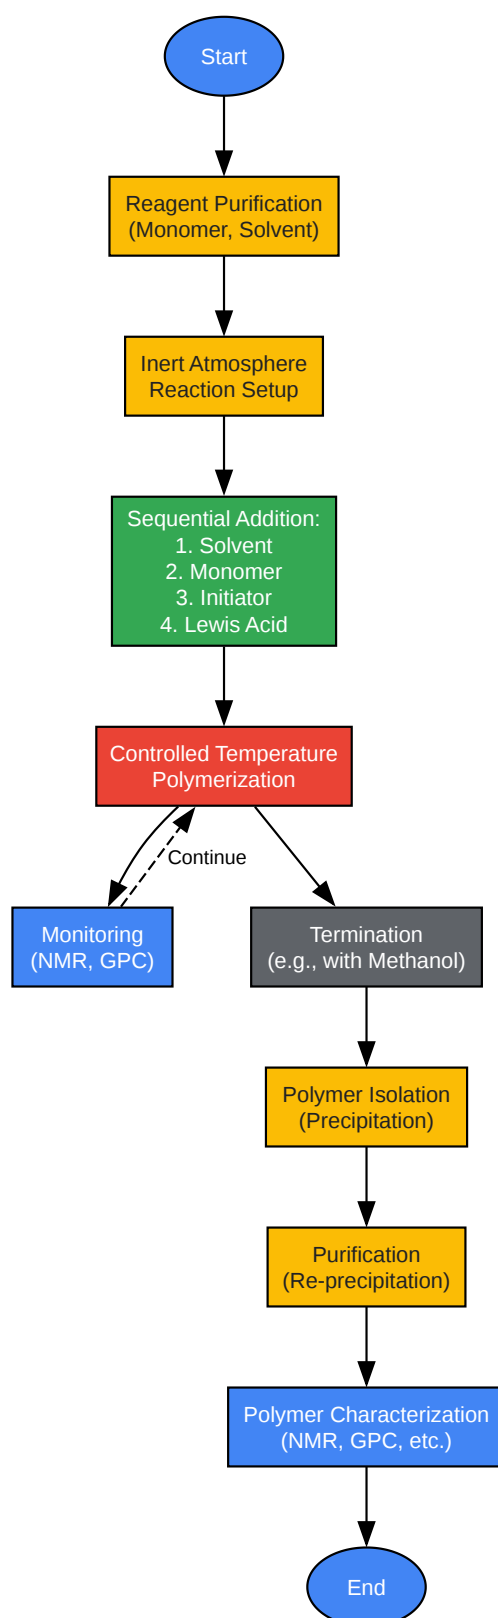 Start
Reagent Purification
(Monomer, Solvent)
Inert Atmosphere
Reaction Setup
Sequential Addition:
1. Solvent
2. Monomer
3. Initiator
4. Lewis Acid
Controlled Temperature
Polymerization
Continue
Monitoring
(NMR, GPC)
Termination
(e.g., with Methanol)
Polymer Isolation
(Precipitation)
Purification
(Re-precipitation)
Polymer Characterization
(NMR, GPC, etc.)
End